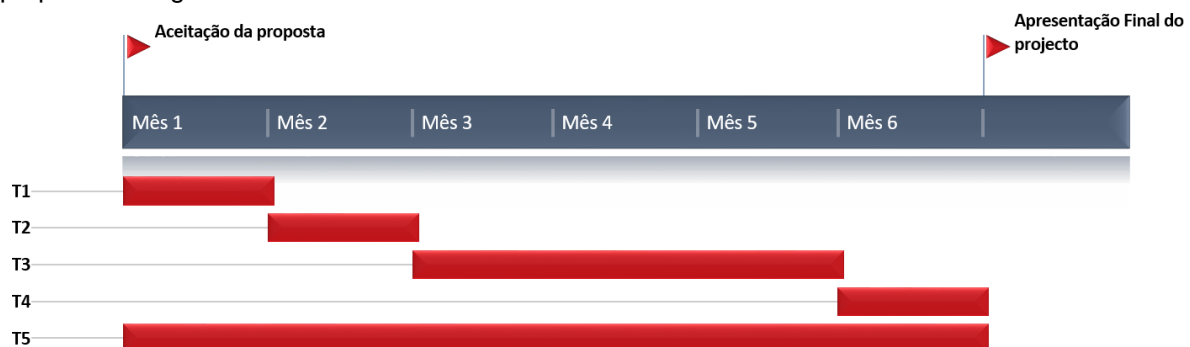 Aceitação da proposta
Apresentação Final do
projecto
Mês 1
Mês 2
Mês 3
Mês 4
Mês 5
Mês 6
T1
T2
T3
T4
T5